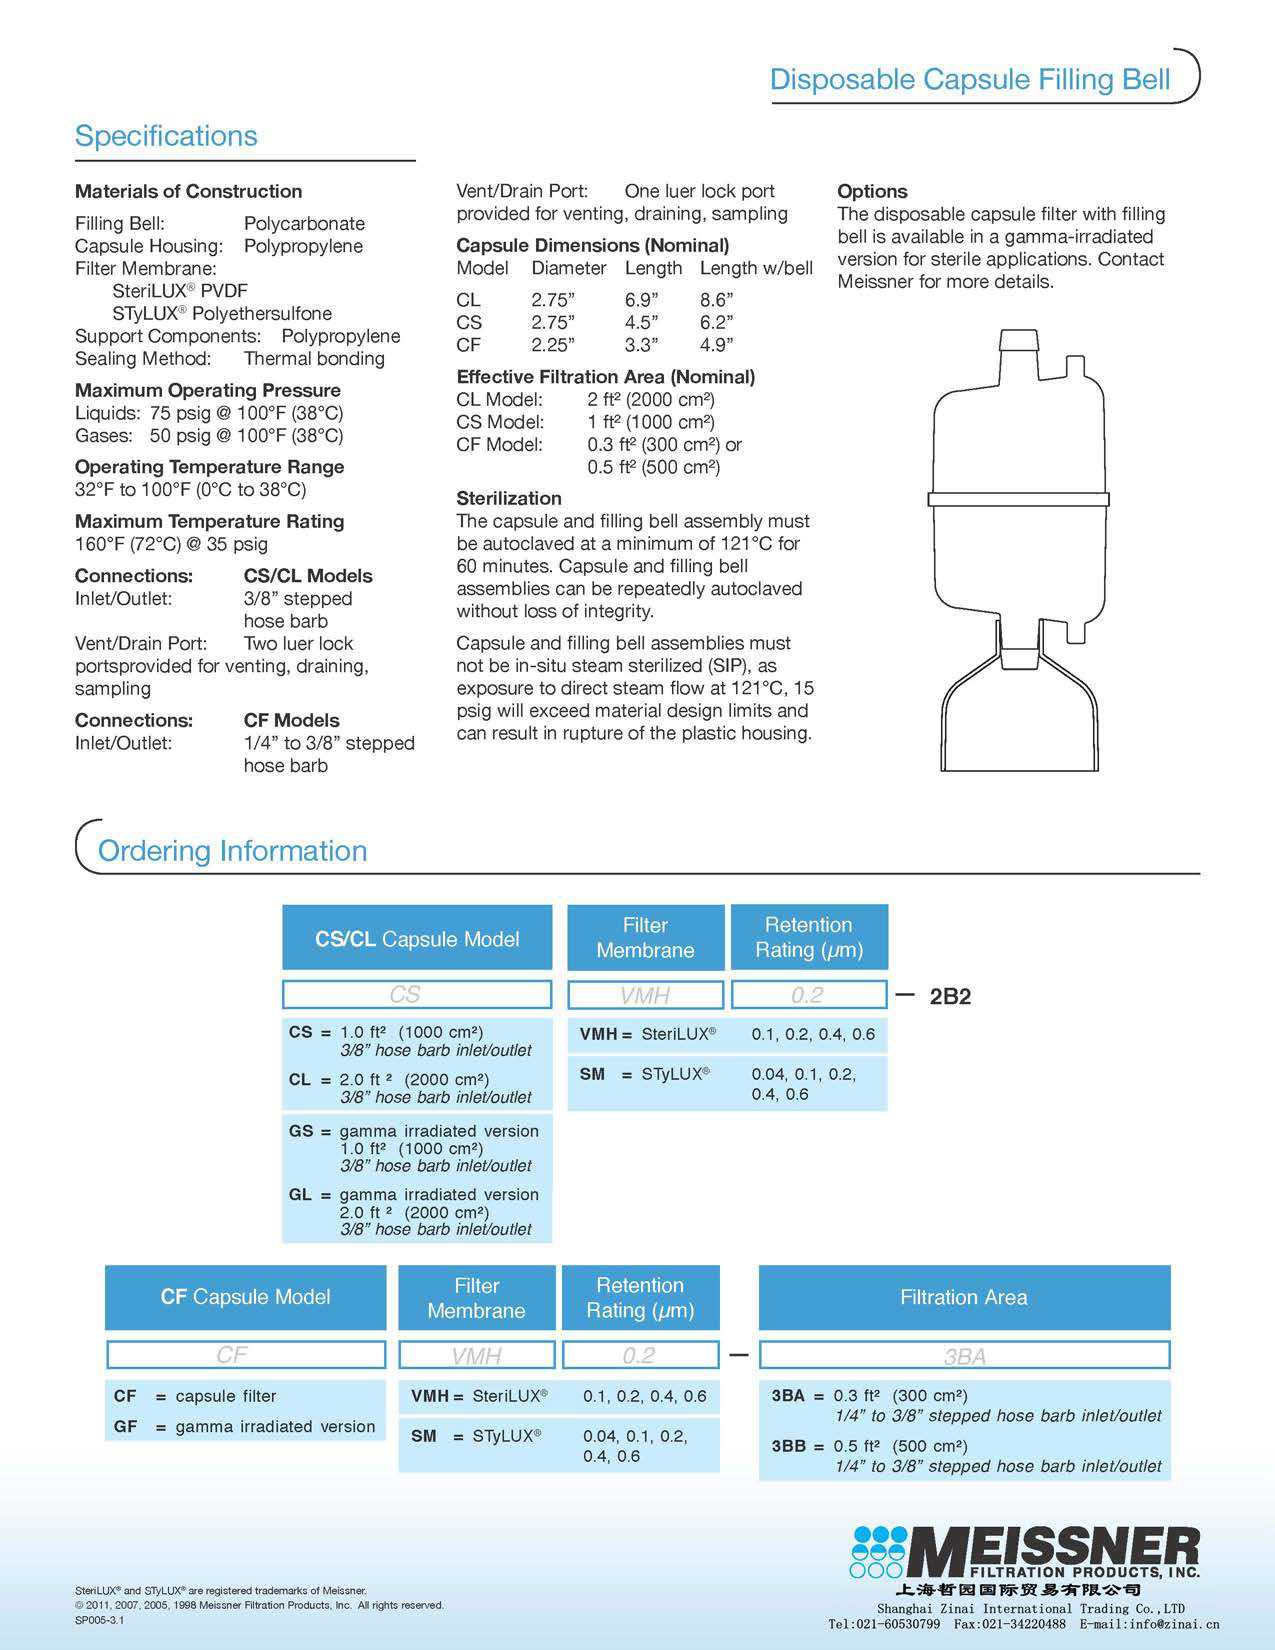 Disposable Capsule Filling Bell
Specifications
Materials of Construction
Filling Bell: Polycarbonate
Capsule Housing: Polypropylene
Filter Membrane:
SteriLUX® PVDF
STyLUX® Polyethersulfone
Support Components: Polypropylene
Sealing Method: Thermal bonding
Maximum Operating Pressure
Liquids: 75 psig @ 100°F (38°C)
Gases: 50 psig @ 100°F (38°C)
Operating Temperature Range
32°F to 100°F (0°C to 38°C)
Maximum Temperature Rating
160°F (72°C) @ 35 psig
Connections: CS/CL Models
Inlet/Outlet: 3/8” stepped
hose barb
Vent/Drain Port: Two luer lock
portsprovided for venting, draining,
sampling
Connections: CF Models
Inlet/Outlet: 1/4” to 3/8” stepped
hose barb
Vent/Drain Port: One luer lock port
provided for venting, draining, sampling
Capsule Dimensions (Nominal)
Model Diameter Length Length w/bell
CL 2.75” 6.9” 8.6”
CS 2.75” 4.5” 6.2”
CF 2.25” 3.3” 4.9”
Effective Filtration Area (Nominal)
CL Model: 2 ft² (2000 cm²)
CS Model: 1 ft² (1000 cm²)
CF Model: 0.3 ft² (300 cm²) or
0.5 ft² (500 cm²)
Sterilization
The capsule and filling bell assembly must
be autoclaved at a minimum of 121°C for
60 minutes. Capsule and filling bell
assemblies can be repeatedly autoclaved
without loss of integrity.
Capsule and filling bell assemblies must
not be in-situ steam sterilized (SIP), as
exposure to direct steam flow at 121°C, 15
psig will exceed material design limits and
can result in rupture of the plastic housing.
Options
The disposable capsule filter with filling
bell is available in a gamma-irradiated
version for sterile applications. Contact
Meissner for more details.
Ordering Information
CS/CL Capsule Model
Filter
Membrane
Retention
Rating (µm)
CS VMH 0.2 — 2B2
CS = 1.0 ft² (1000 cm²)
3/8” hose barb inlet/outlet
CL = 2.0 ft ² (2000 cm²)
3/8” hose barb inlet/outlet
GS = gamma irradiated version
1.0 ft² (1000 cm²)
3/8” hose barb inlet/outlet
GL = gamma irradiated version
2.0 ft ² (2000 cm²)
3/8” hose barb inlet/outlet
VMH = SteriLUX® 0.1, 0.2, 0.4, 0.6
SM = STyLUX® 0.04, 0.1, 0.2,
0.4, 0.6
CF Capsule Model
Filter
Membrane
Retention
Rating (µm)
Filtration Area
CF VMH 0.2 — 3BA
CF = capsule filter
GF = gamma irradiated version
VMH = SteriLUX® 0.1, 0.2, 0.4, 0.6
SM = STyLUX® 0.04, 0.1, 0.2,
0.4, 0.6
3BA = 0.3 ft² (300 cm²)
1/4” to 3/8” stepped hose barb inlet/outlet
3BB = 0.5 ft² (500 cm²)
1/4” to 3/8” stepped hose barb inlet/outlet
SteriLUX® and STyLUX® are registered trademarks of Meissner.
© 2011, 2007, 2005, 1998 Meissner Filtration Products, Inc. All rights reserved.
SP005-3.1
MEISSNER
FILTRATION PRODUCTS, INC.
上海哲园国际贸易有限公司
Shanghai Zinai International Trading Co.,LTD
Tel:021-60530799 Fax:021-34220488 E-mail:info@zinai.cn